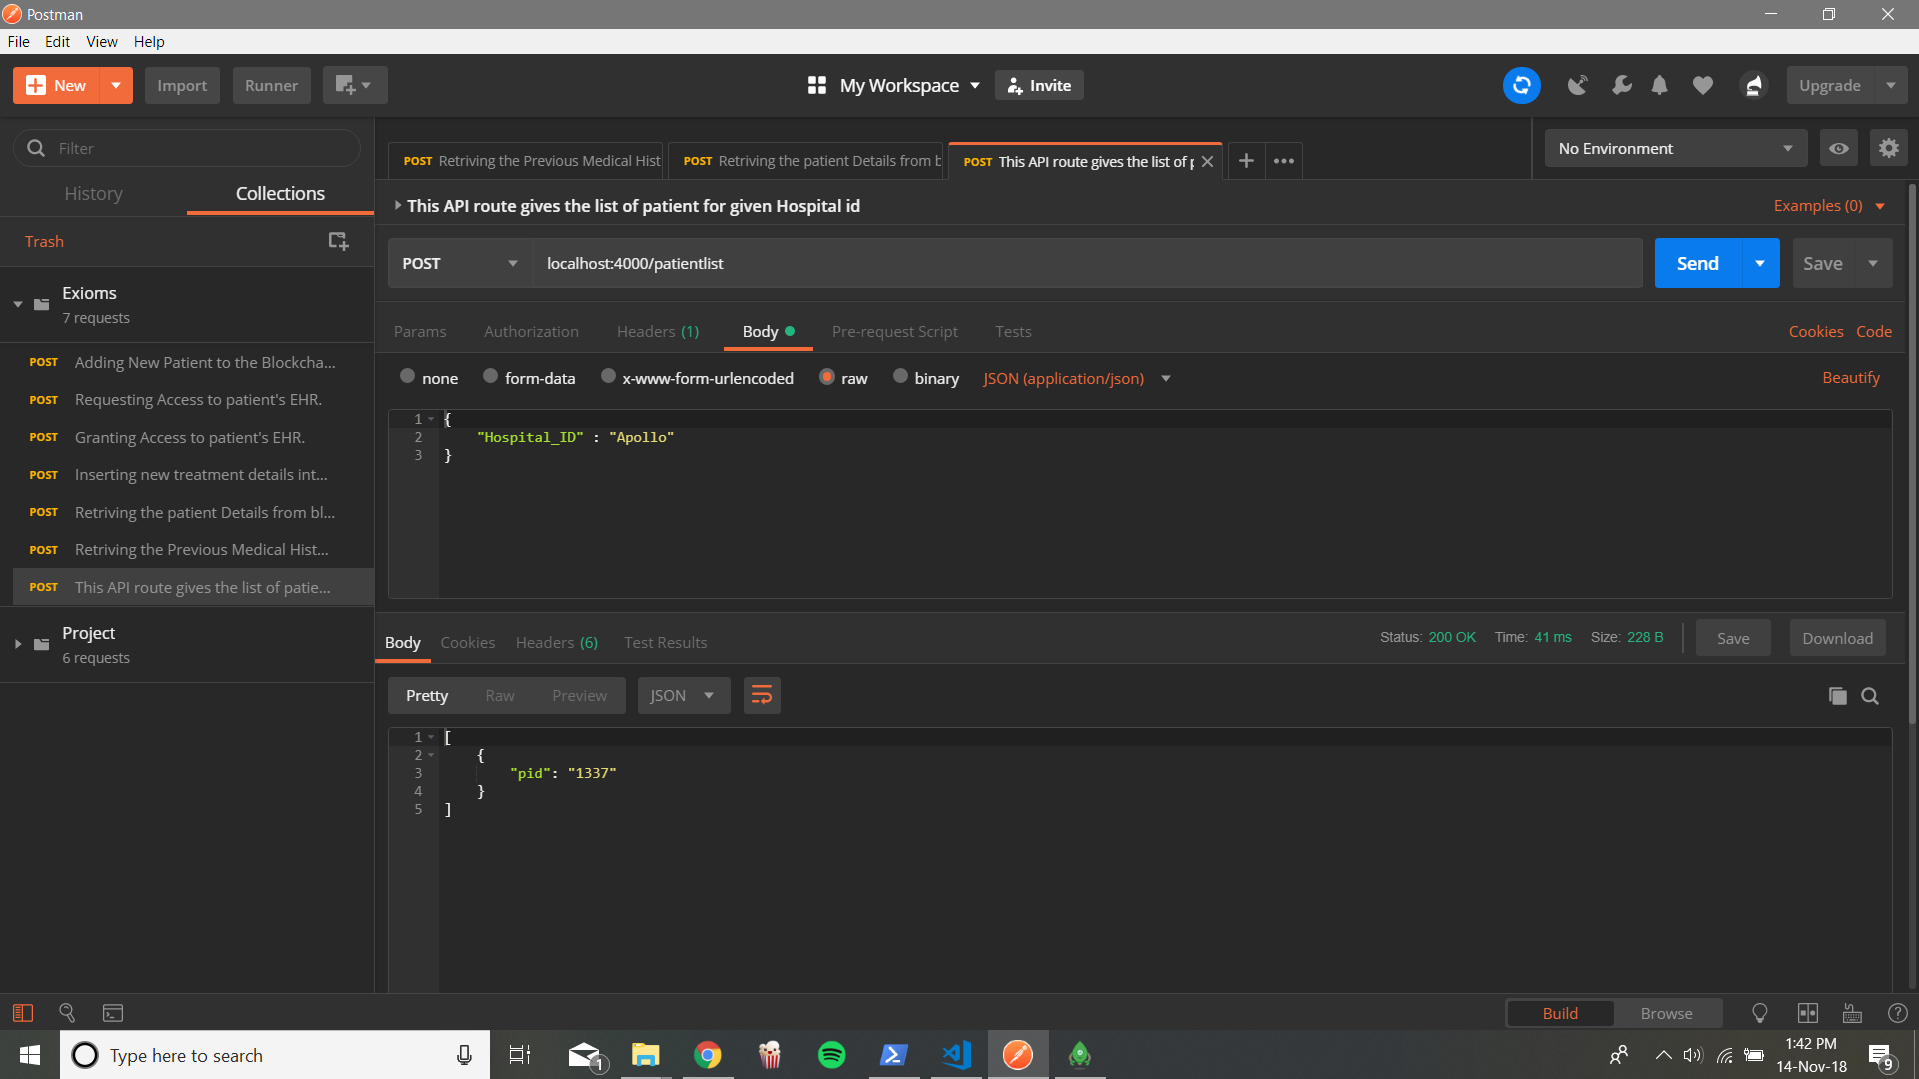 Postman
File Edit View Help
New Import Runner My Workspace Invite Upgrade
Filter
History Collections
Trash
Exioms
7 requests
POST Adding New Patient to the Blockcha...
POST Requesting Access to patient's EHR.
POST Granting Access to patient's EHR.
POST Inserting new treatment details int...
POST Retriving the patient Details from bl...
POST Retriving the Previous Medical Hist...
POST This API route gives the list of patie...
Project
6 requests
POST Retriving the Previous Medical Hist POST Retriving the patient Details from b POST This API route gives the list of p
No Environment
This API route gives the list of patient for given Hospital id Examples (0)
POST localhost:4000/patientlist Send Save
Params Authorization Headers (1) Body Pre-request Script Tests Cookies Code
none form-data x-www-form-urlencoded raw binary JSON (application/json) Beautify
1 {
2 "Hospital_ID" : "Apollo"
3 }
Body Cookies Headers (6) Test Results Status: 200 OK Time: 41 ms Size: 228 B Save Download
Pretty Raw Preview JSON
1 [
2 {
3 "pid": "1337"
4 }
5 ]
Build Browse
Type here to search 1 1:42 PM
14-Nov-18 9